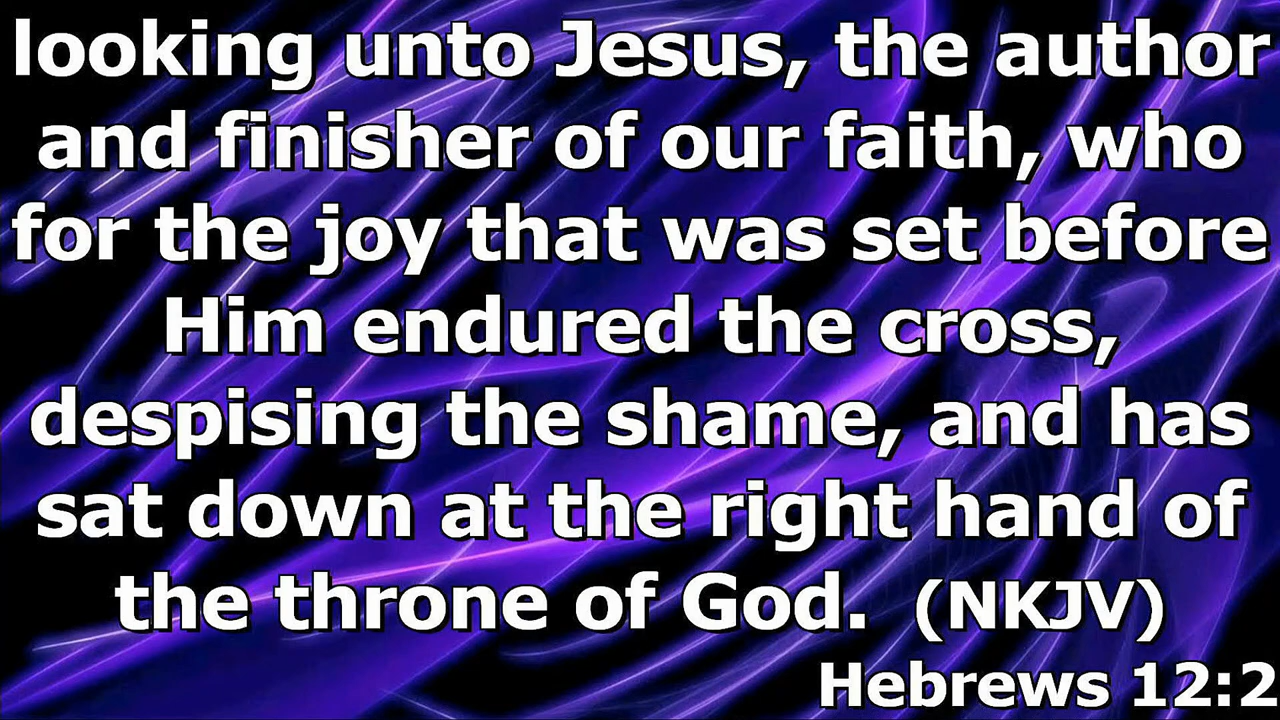 looking unto Jesus, the author
and finisher of our faith, who
for the joy that was set before
Him endured the cross,
despising the shame, and has
sat down at the right hand of
the throne of God. (NKJV)
Hebrews 12:2